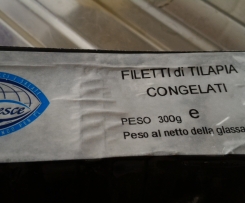 FILETTI di TILAPIA
CONGELATI
PESO 300g e
Peso al netto della glassa